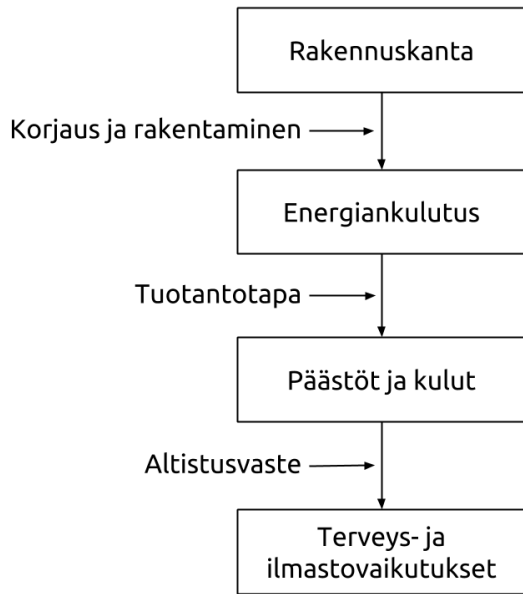 Rakennuskanta
Korjaus ja rakentaminen
Energiankulutus
Tuotantotapa
Päästöt ja kulut
Altistusvaste
Terveys- ja
ilmastovaikutukset